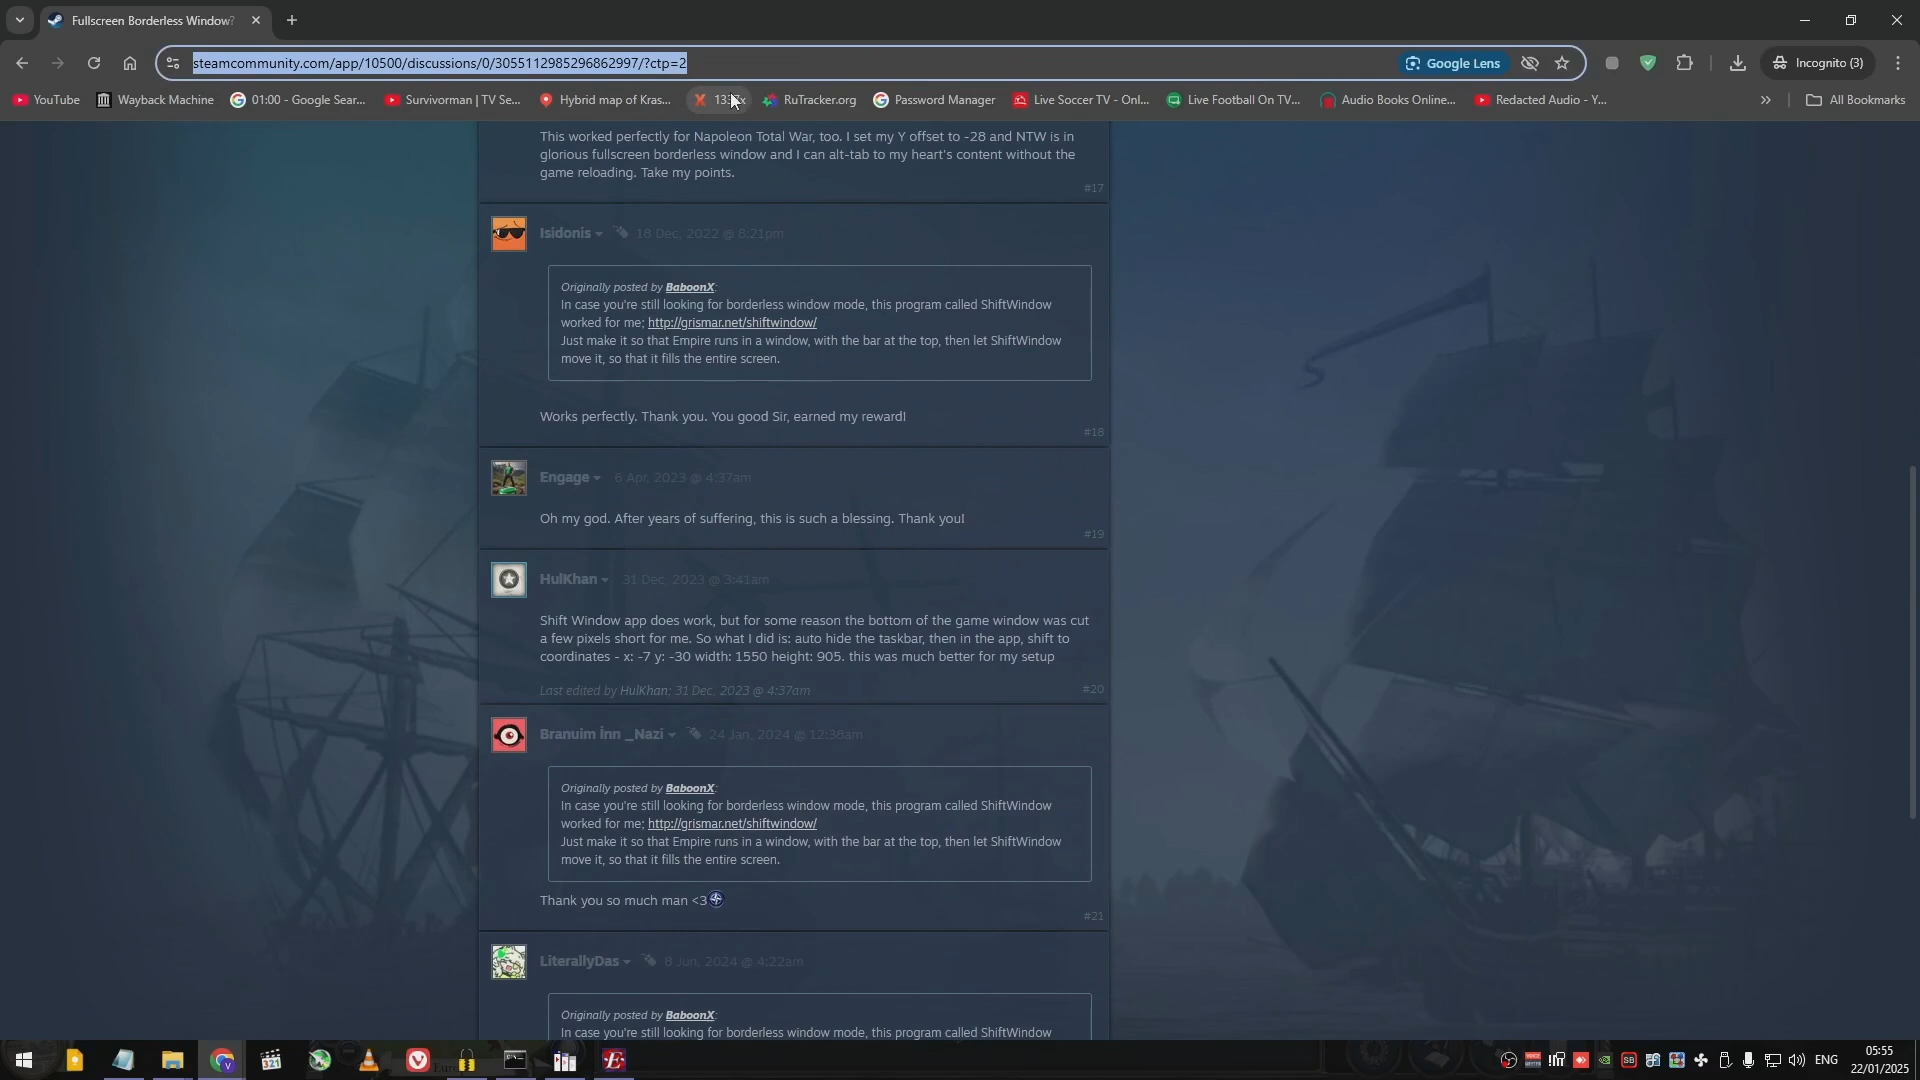 Fullscreen Borderless Window?
steamcommunity.com/app/10500/discussions/0/3055112985296862997/?ctp=2
Google Lens
Incognito (3)
YouTube
Wayback Machine
01:00 - Google Sear...
Survivorman | TV Se...
Hybrid map of Kras...
RuTracker.org
Password Manager
Live Soccer TV - Onl...
Live Football On TV...
Audio Books Online...
Redacted Audio - Y...
All Bookmarks
This worked perfectly for Napoleon Total War, too. I set my Y offset to -28 and NTW is in
glorious fullscreen borderless window and I can alt-tab to my heart's content without the
game reloading. Take my points.
#17
Isidonis
18 Dec, 2022 @ 8:21pm
Originally posted by BaboonX:
In case you're still looking for borderless window mode, this program called ShiftWindow
worked for me; http://grismar.net/shiftwindow/
Just make it so that Empire runs in a window, with the bar at the top, then let ShiftWindow
move it, so that it fills the entire screen.
Works perfectly. Thank you. You good Sir, earned my reward!
#18
Engage
6 Apr, 2023 @ 4:37am
Oh my god. After years of suffering, this is such a blessing. Thank you!
#19
HulKhan
31 Dec, 2023 @ 3:41am
Shift Window app does work, but for some reason the bottom of the game window was cut
a few pixels short for me. So what I did is: auto hide the taskbar, then in the app, shift to
coordinates - x: -7 y: -30 width: 1550 height: 905. this was much better for my setup
Last edited by HulKhan; 31 Dec, 2023 @ 4:37am
#20
Branuim İnn _Nazi
24 Jan, 2024 @ 12:36am
Originally posted by BaboonX:
In case you're still looking for borderless window mode, this program called ShiftWindow
worked for me; http://grismar.net/shiftwindow/
Just make it so that Empire runs in a window, with the bar at the top, then let ShiftWindow
move it, so that it fills the entire screen.
Thank you so much man <3
#21
LiterallyDas
8 Jun, 2024 @ 4:22am
Originally posted by BaboonX:
In case you're still looking for borderless window mode, this program called ShiftWindow
ENG
05:55
22/01/2025